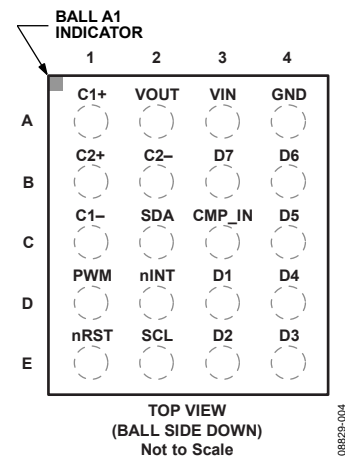 BALL A1
INDICATOR
1 2 3 4
C1+ VOUT VIN GND
A
C2+ C2– D7 D6
B
C1– SDA CMP_IN D5
C
PWM nINT D1 D4
D
nRST SCL D2 D3
E
TOP VIEW
(BALL SIDE DOWN)
Not to Scale
08829-004